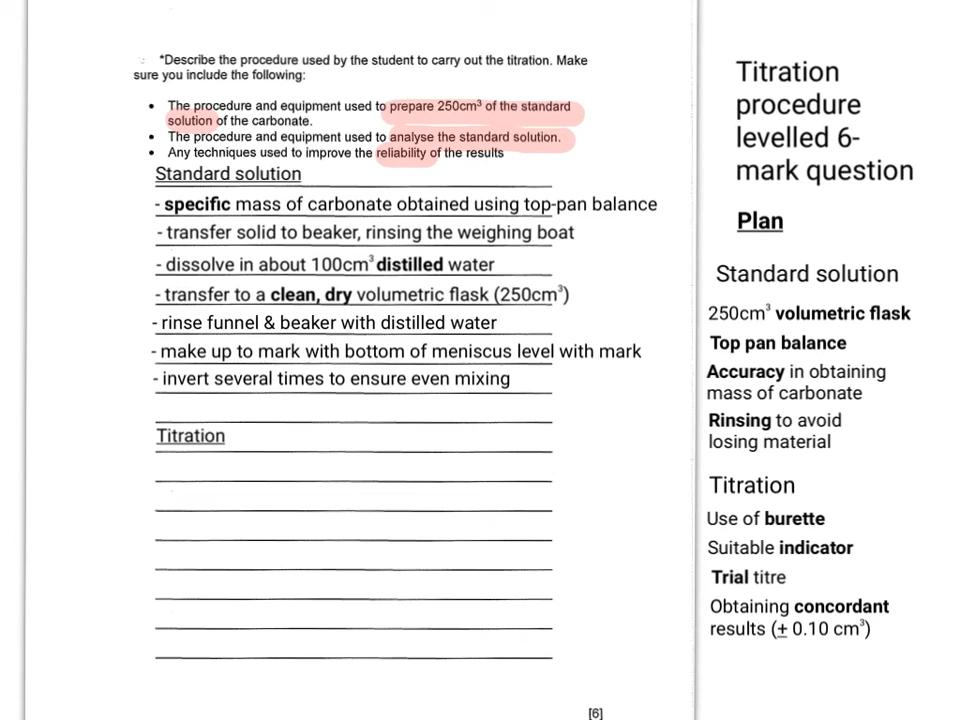 *Describe the procedure used by the student to carry out the titration. Make
sure you include the following:
• The procedure and equipment used to prepare 250cm³ of the standard
solution of the carbonate.
• The procedure and equipment used to analyse the standard solution.
• Any techniques used to improve the reliability of the results
Standard solution
- specific mass of carbonate obtained using top-pan balance
- transfer solid to beaker, rinsing the weighing boat
- dissolve in about 100cm³ distilled water
- transfer to a clean, dry volumetric flask (250cm³)
- rinse funnel & beaker with distilled water
- make up to mark with bottom of meniscus level with mark
- invert several times to ensure even mixing
Titration
[6]
Titration
procedure
levelled 6-
mark question
Plan
Standard solution
250cm³ volumetric flask
Top pan balance
Accuracy in obtaining
mass of carbonate
Rinsing to avoid
losing material
Titration
Use of burette
Suitable indicator
Trial titre
Obtaining concordant
results (± 0.10 cm³)